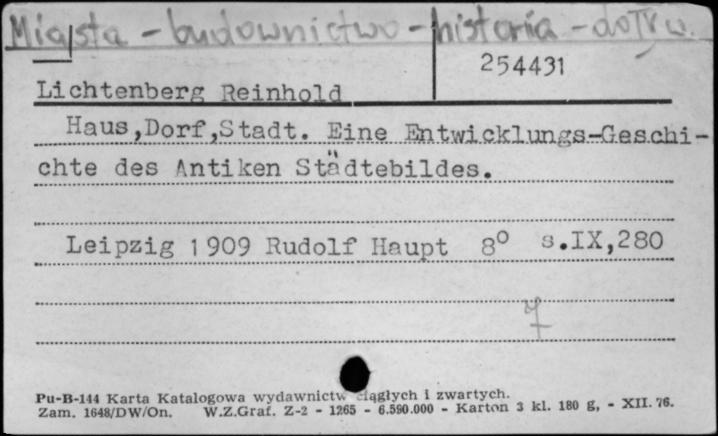 Miasta - budownictwo - historia - do IV w.
254431
Lichtenberg Reinhold
Haus,Dorf,Stadt. Eine Entwicklungs-Geschi-
chte des Antiken Städtebildes.
Leipzig 1909 Rudolf Haupt 8° s.IX,280
7
Pu-B-144 Karta Katalogowa wydawnictw ciągłych i zwartych.
Zam. 1648/DW/On. W.Z.Graf. Z-2 - 1265 - 6.590.000 - Karton 3 kl. 180 g, - XII. 76.